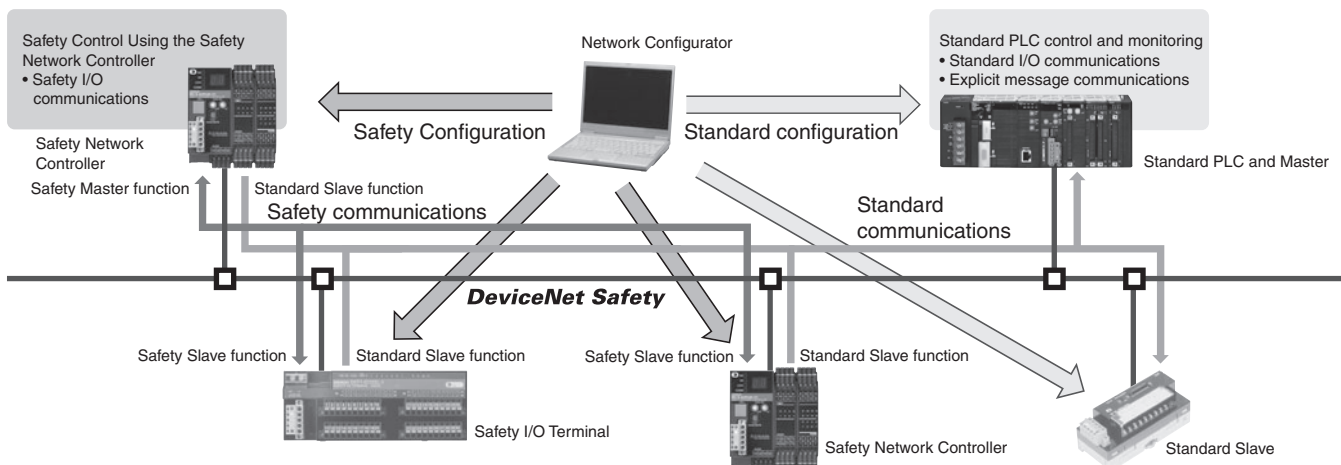 Safety Control Using the Safety
Network Controller
• Safety I/O
communications
Network Configurator
Standard PLC control and monitoring
• Standard I/O communications
• Explicit message communications
Safety Configuration
Standard configuration
Safety Network
Controller
Standard PLC and Master
Safety Master function
Standard Slave function
Safety communications
Standard
communications
DeviceNet Safety
Safety Slave function
Standard Slave function
Safety Slave function
Standard Slave function
Safety I/O Terminal
Safety Network Controller
Standard Slave